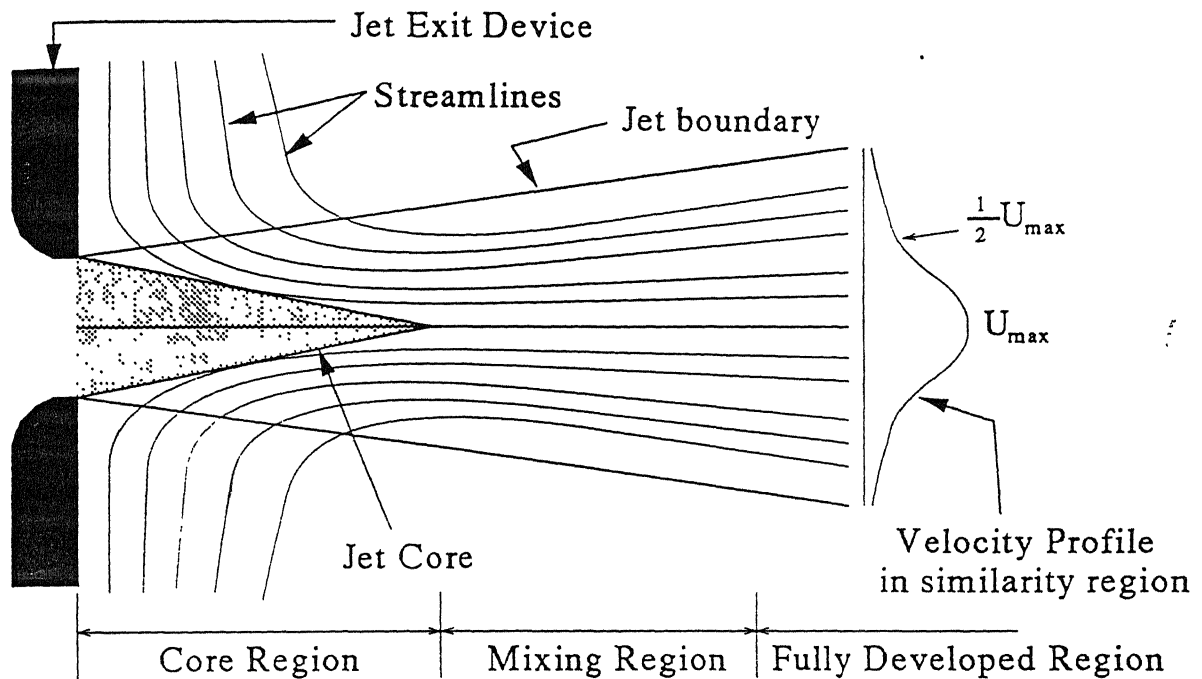 Jet Exit Device
Streamlines
Jet boundary
1/2 Umax
Umax
Jet Core
Velocity Profile
in similarity region
Core Region
Mixing Region
Fully Developed Region